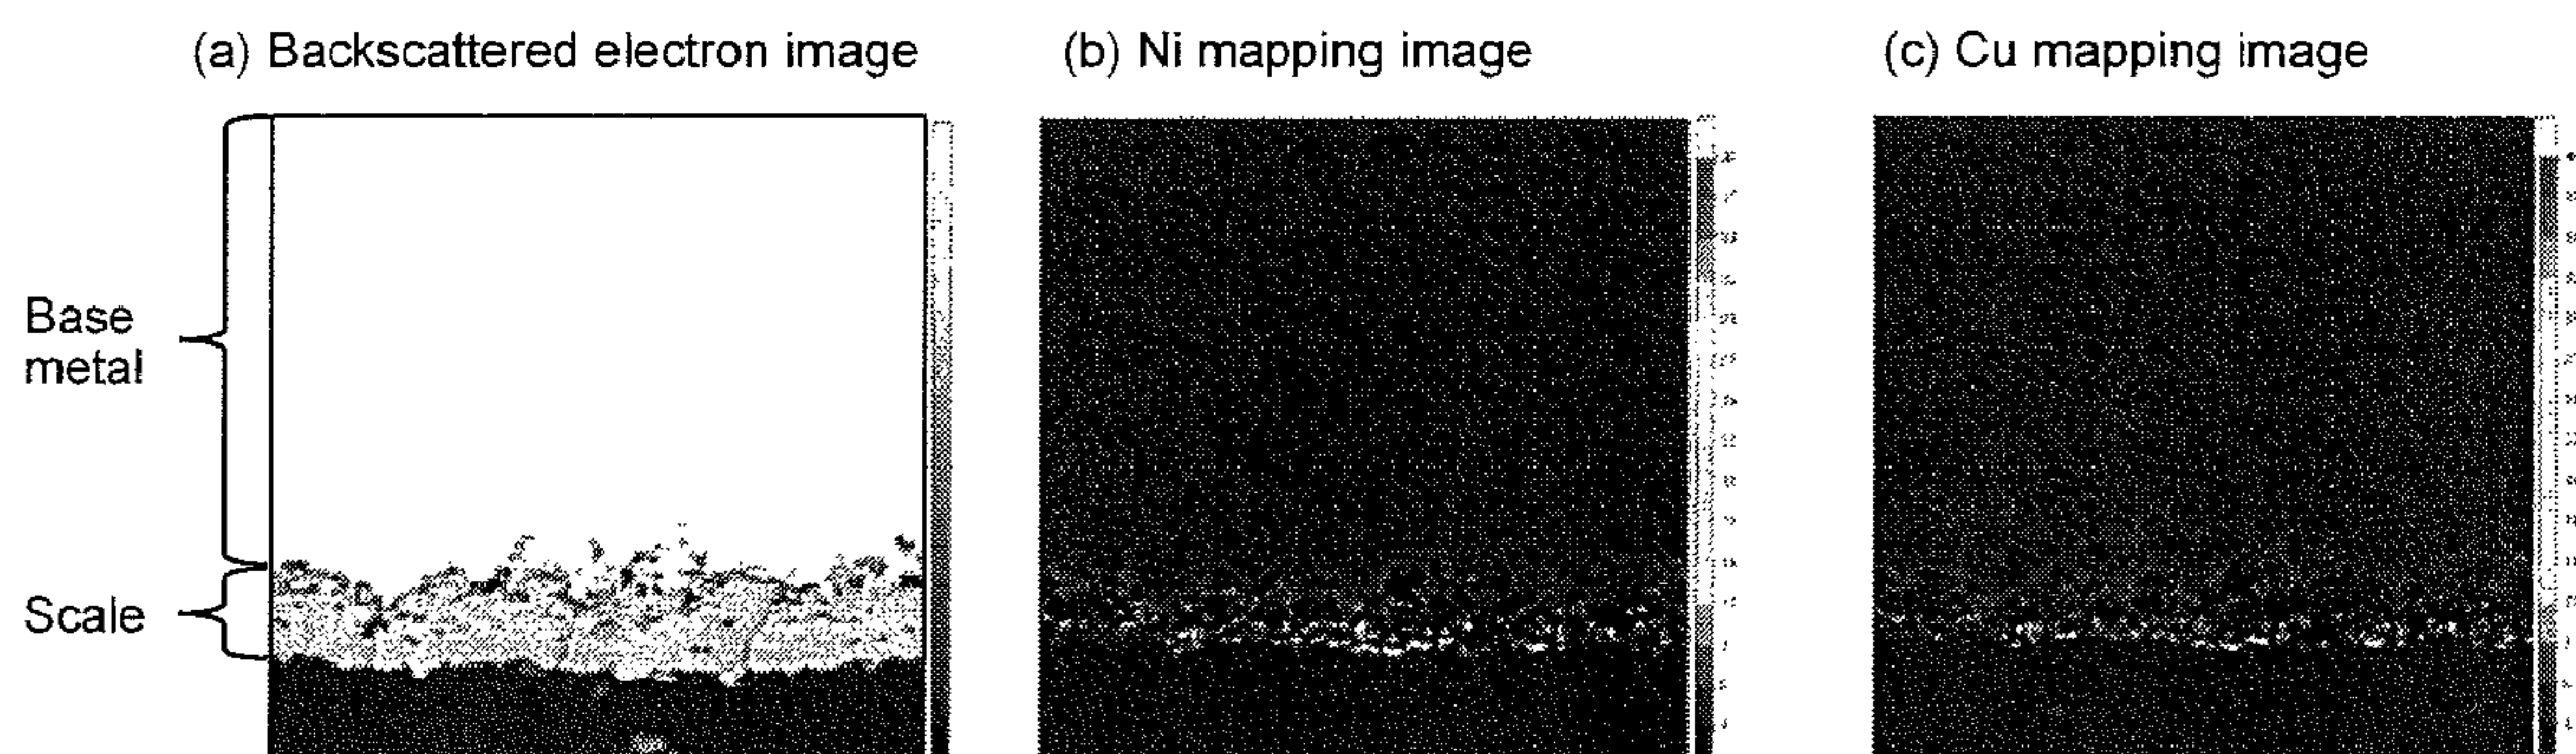 (a) Backscattered electron image
(b) Ni mapping image
(c) Cu mapping image
Base
metal
Scale